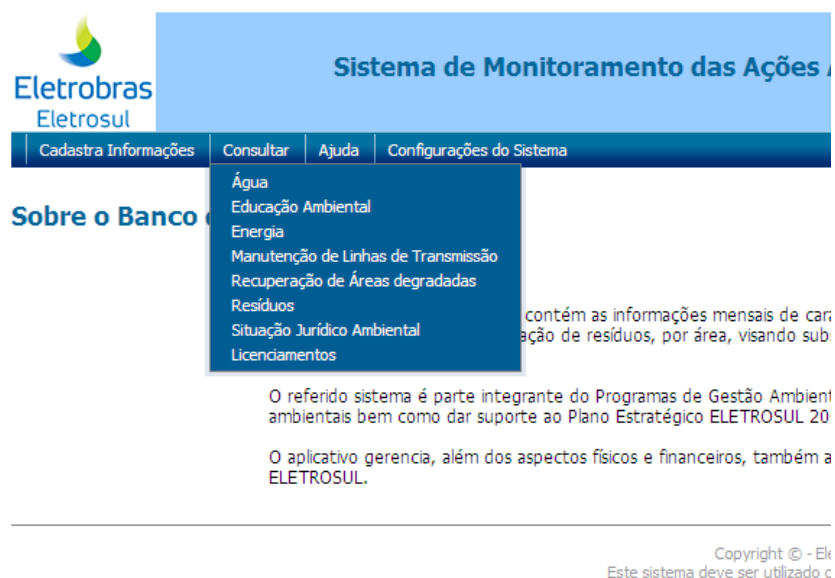 Eletrobras
Eletrosul
Sistema de Monitoramento das Ações
Cadastra Informações Consultar Ajuda Configurações do Sistema
Água
Educação Ambiental
Energia
Manutenção de Linhas de Transmissão
Recuperação de Áreas degradadas
Resíduos
Situação Jurídico Ambiental
Licenciamentos
Sobre o Banco
contém as informações mensais de
de resíduos, por área, visando
O referido sistema é parte integrante do Programas de Gestão
ambientais bem como dar suporte ao Plano Estratégico ELETROSUL
O aplicativo gerencia, além dos aspectos físicos e financeiros, também
ELETROSUL.
Copyright © -
Este sistema deve ser utilizado